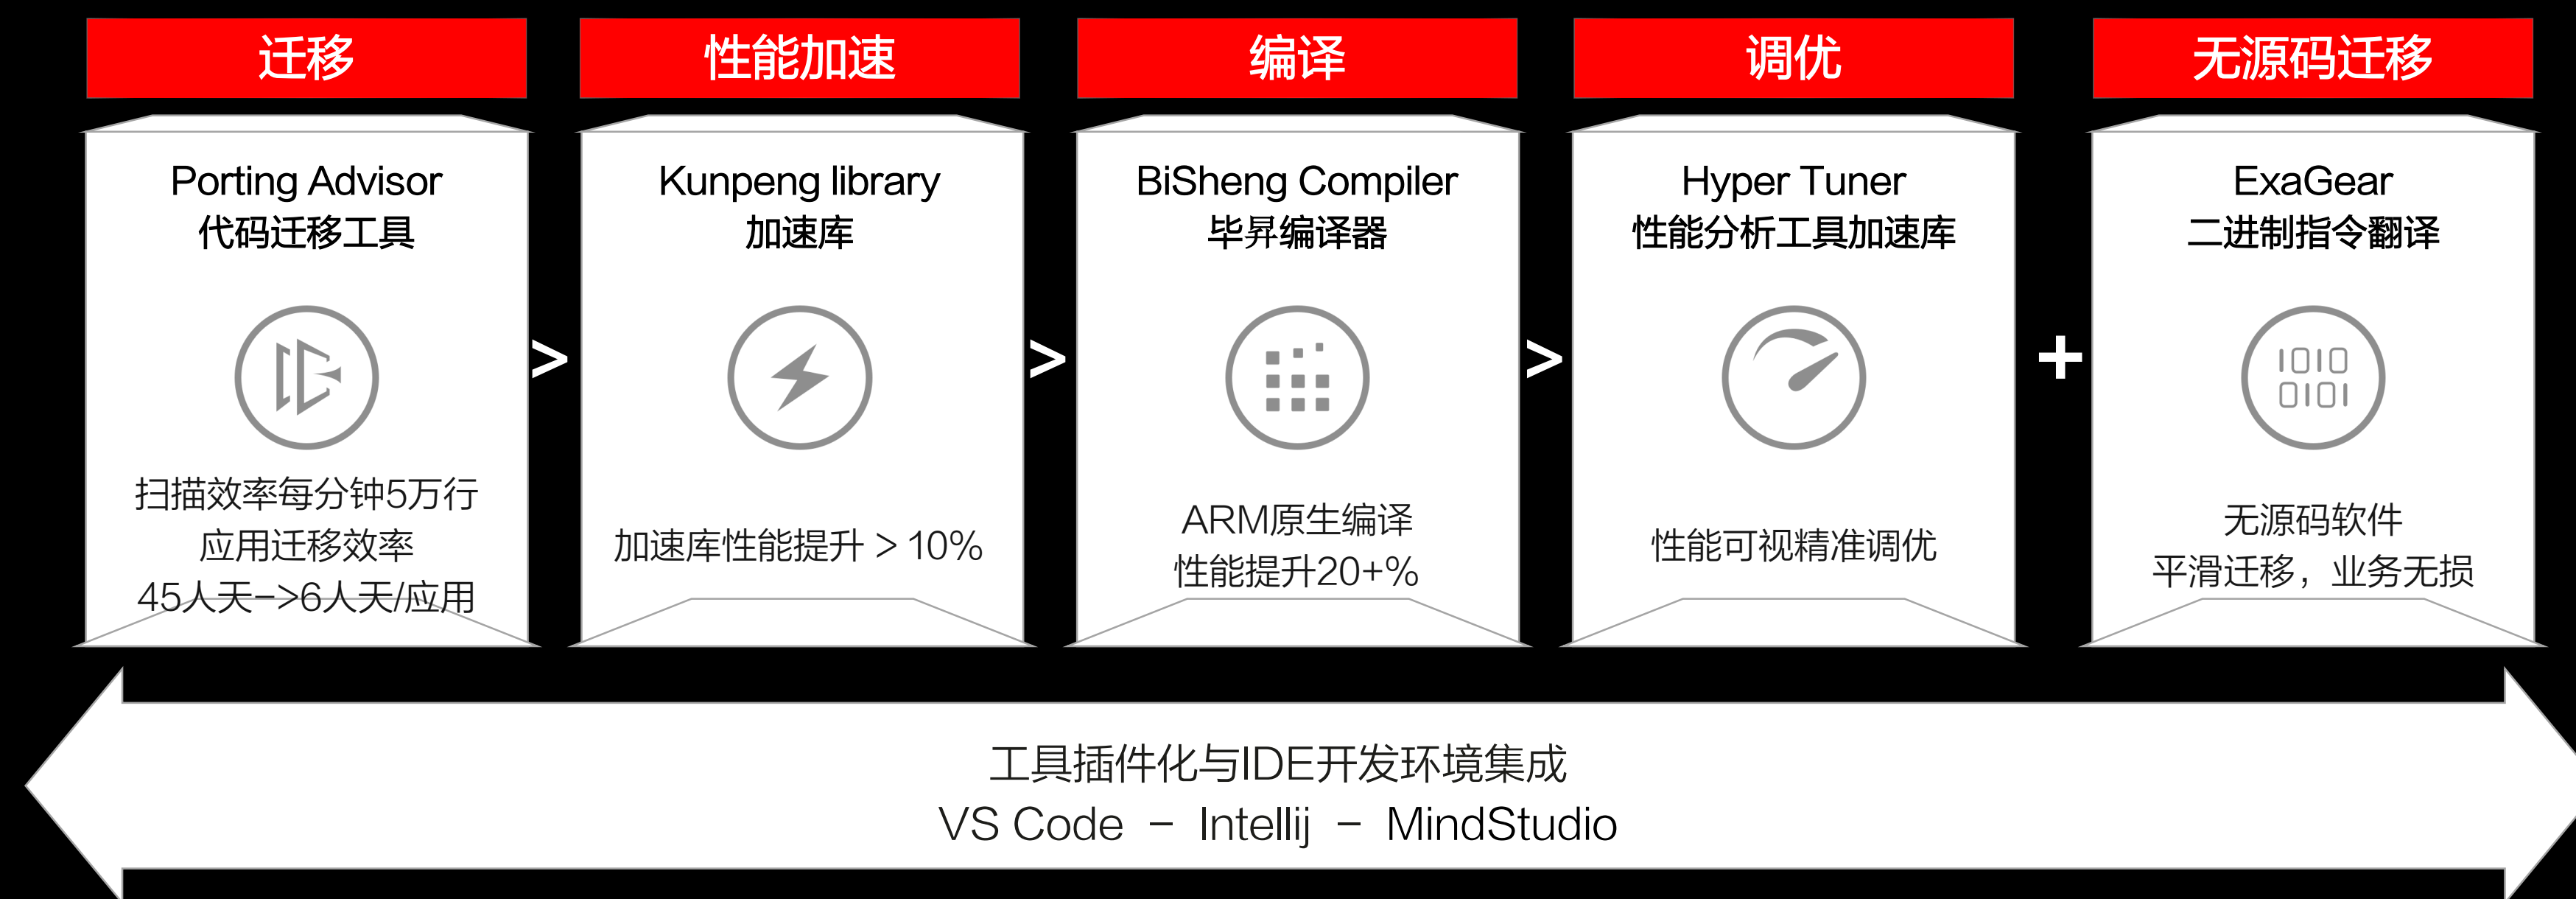 迁移
性能加速
编译
调优
无源码迁移
Porting Advisor
代码迁移工具
扫描效率每分钟5万行
应用迁移效率
45人天->6人天/应用
>
Kunpeng library
加速库
加速库性能提升 > 10%
>
BiSheng Compiler
毕昇编译器
ARM原生编译
性能提升20+%
>
Hyper Tuner
性能分析工具加速库
性能可视精准调优
+
ExaGear
二进制指令翻译
1010
0101
无源码软件
平滑迁移，业务无损
工具插件化与IDE开发环境集成
VS Code - Intellij - MindStudio